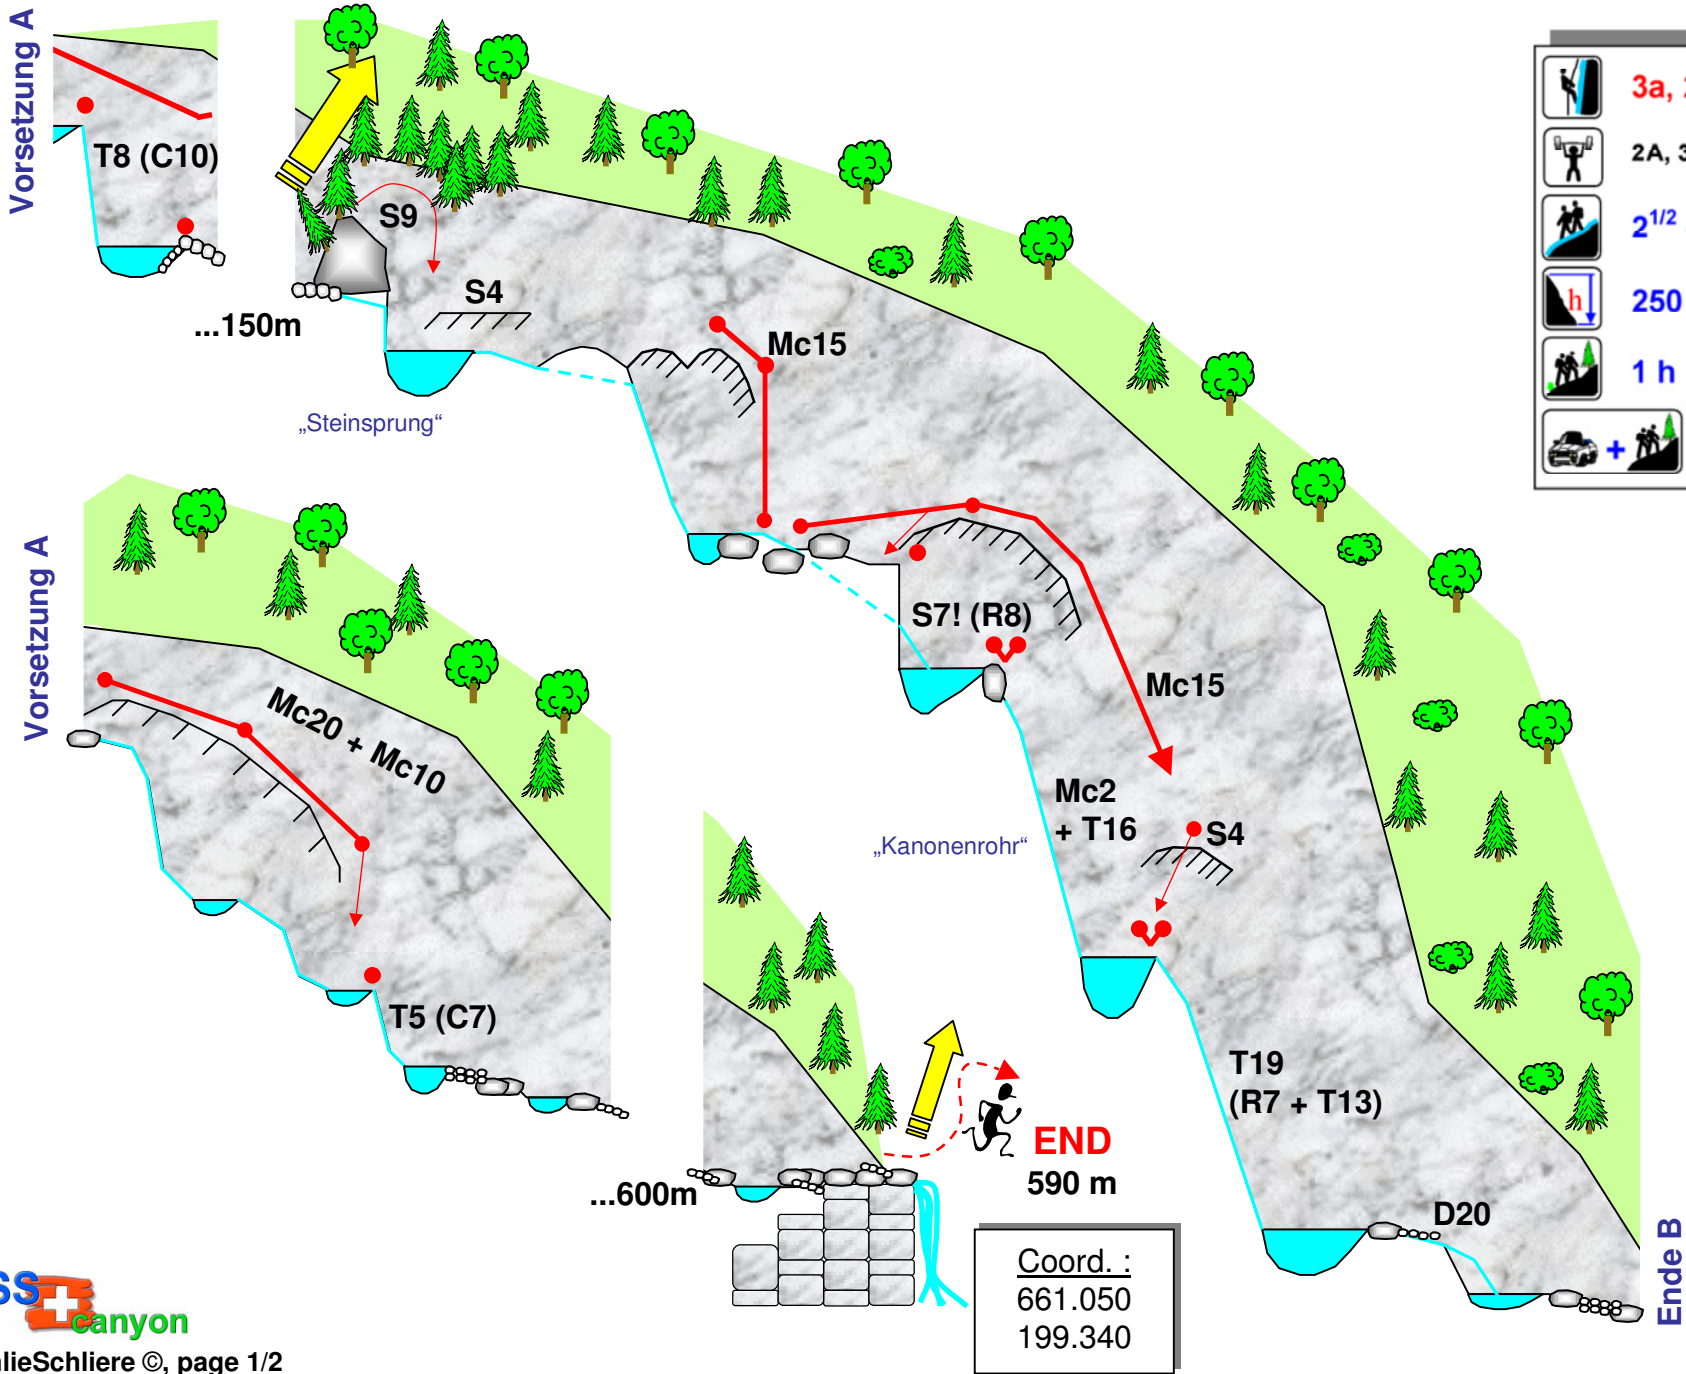 Vorsetzung A
T8 (C10)
S9
S4
...150m
Mc15
„Steinsprung“
3a,
2A, 3
2 1/2
h
250
1 h
+
Vorsetzung A
Mc20 + Mc10
S7! (R8)
Mc15
Mc2
+ T16
S4
„Kanonenrohr“
T5 (C7)
T19
(R7 + T13)
END
590 m
...600m
D20
Coord. :
661.050
199.340
Ende B
ss
canyon
lieSchliere ©, page 1/2